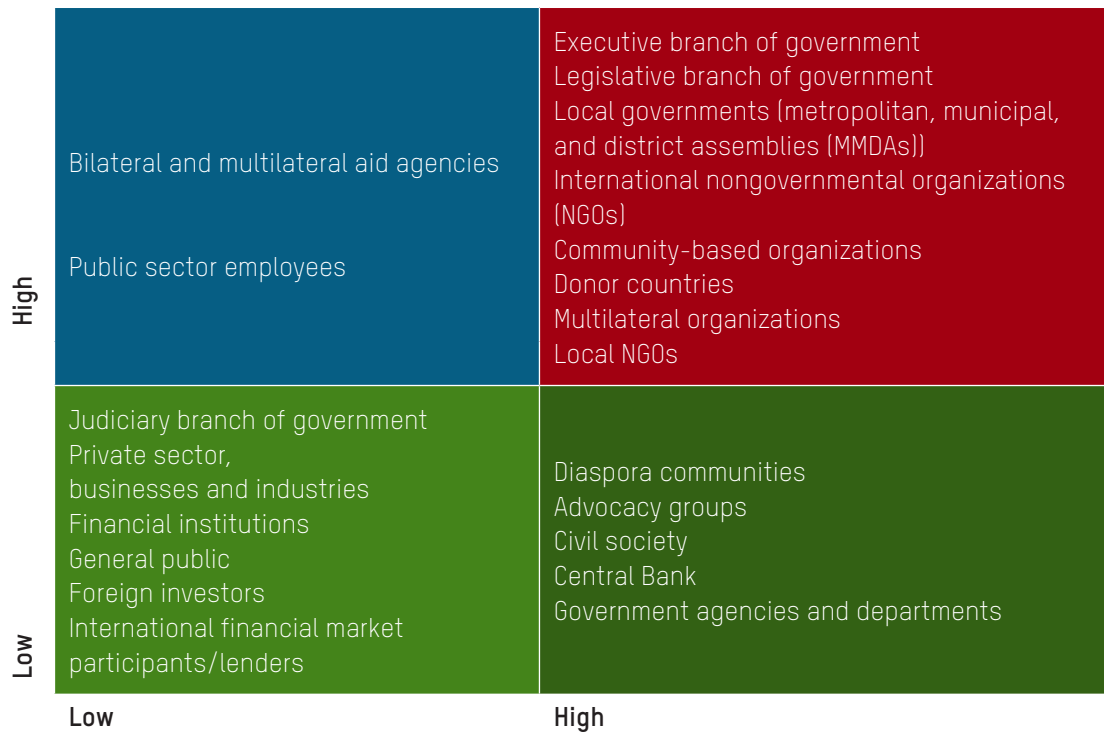 High
Bilateral and multilateral aid agencies
Public sector employees
Executive branch of government
Legislative branch of government
Local governments (metropolitan, municipal,
and district assemblies (MMDAs))
International nongovernmental organizations
(NGOs)
Community-based organizations
Donor countries
Multilateral organizations
Local NGOs
Low
Judiciary branch of government
Private sector,
businesses and industries
Financial institutions
General public
Foreign investors
International financial market
participants/lenders
Diaspora communities
Advocacy groups
Civil society
Central Bank
Government agencies and departments
Low
High